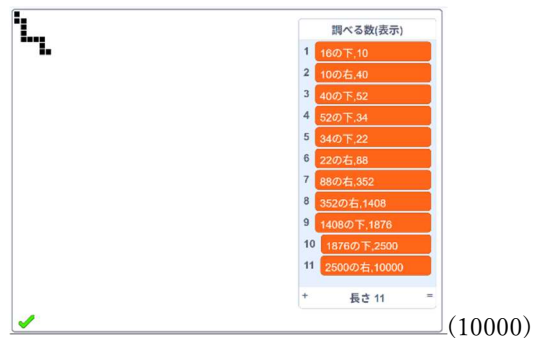 調べる数(表示)
1 16の下,10
2 10の右,40
3 40の下,52
4 52の下,34
5 34の下,22
6 22の右,88
7 88の右,352
8 352の右,1408
9 1408の下,1876
10 1876の下,2500
11 2500の右,10000
+ 長さ 11 =
(10000)